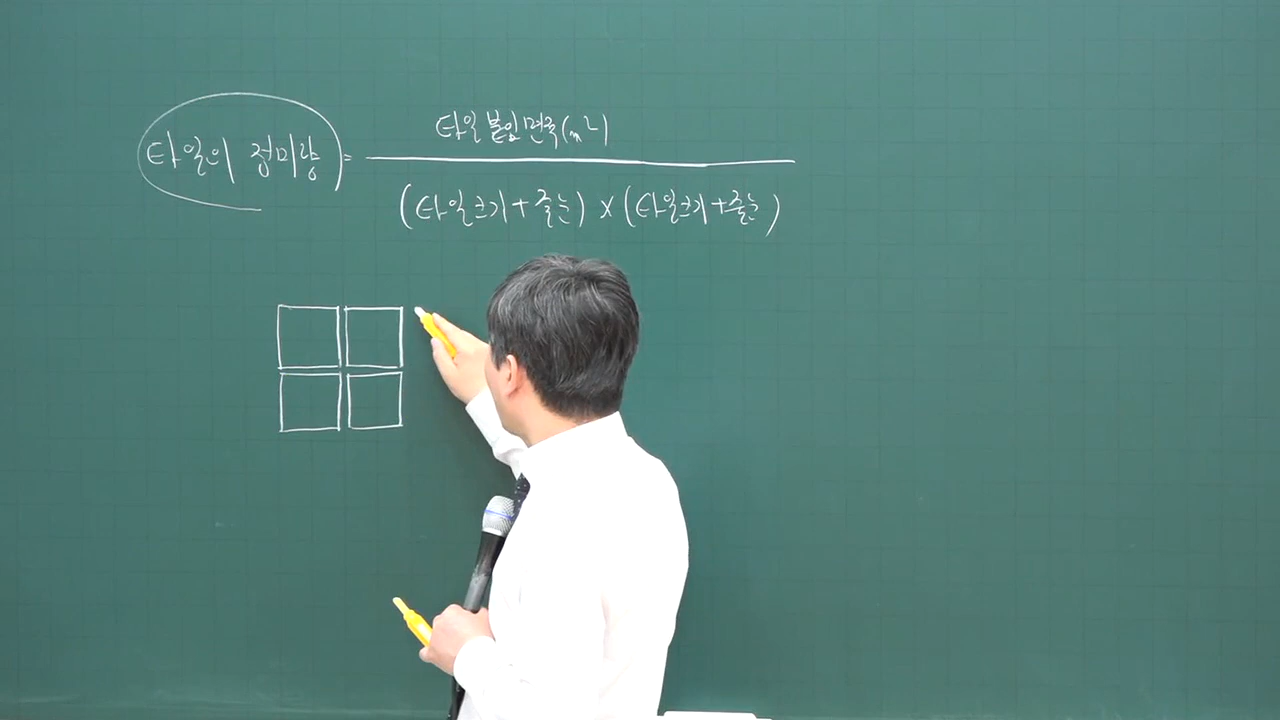 타일 붙임면적(m²)
타일의 정미량 =
(타일크기+줄눈) x (타일크기+줄눈)